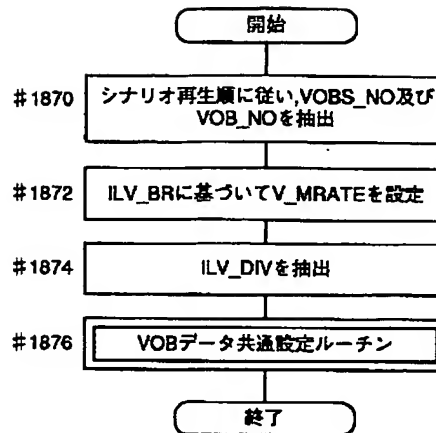 開始
#1870
シナリオ再生順に従い,VOBS_NO及び
VOB_NOを抽出
#1872
ILV_BRに基づいてV_MRATEを設定
#1874
ILV_DIVを抽出
#1876
VOBデータ共通設定ルーチン
終了